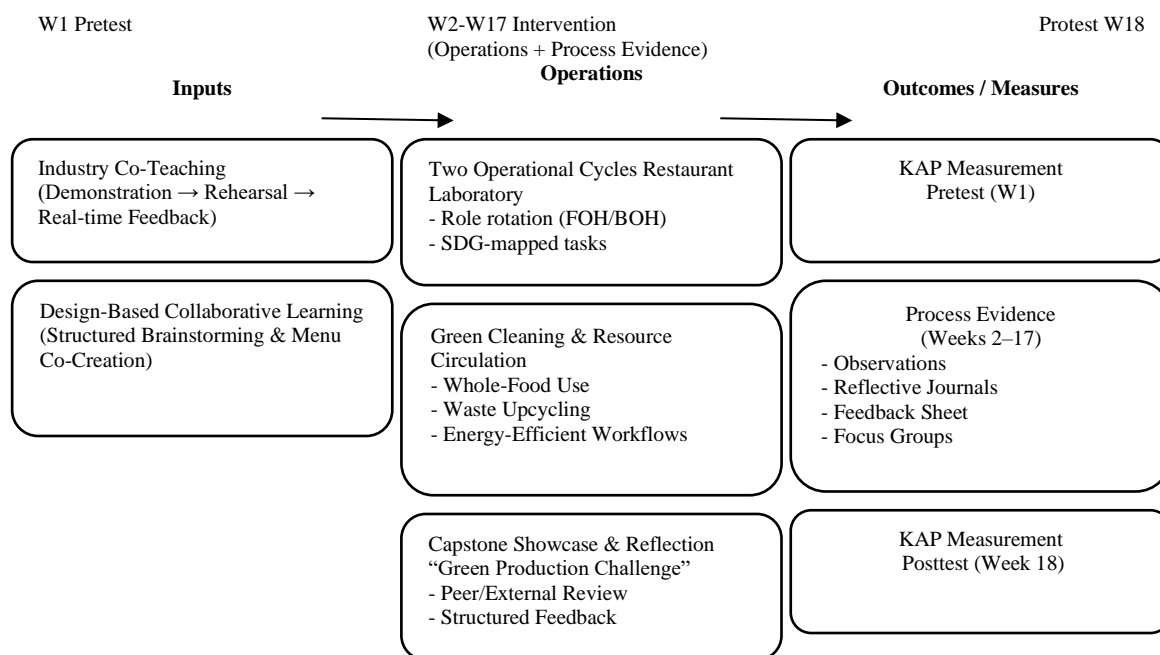 W1 Pretest
W2-W17 Intervention
(Operations + Process Evidence)
Protest W18
Inputs
Operations
Outcomes / Measures
Industry Co-Teaching
(Demonstration → Rehearsal →
Real-time Feedback)
Design-Based Collaborative Learning
(Structured Brainstorming & Menu
Co-Creation)
Two Operational Cycles Restaurant
Laboratory
- Role rotation (FOH/BOH)
- SDG-mapped tasks
Green Cleaning & Resource
Circulation
- Whole-Food Use
- Waste Upcycling
- Energy-Efficient Workflows
Capstone Showcase & Reflection
“Green Production Challenge”
- Peer/External Review
- Structured Feedback
KAP Measurement
Pretest (W1)
Process Evidence
(Weeks 2–17)
- Observations
- Reflective Journals
- Feedback Sheet
- Focus Groups
KAP Measurement
Posttest (Week 18)